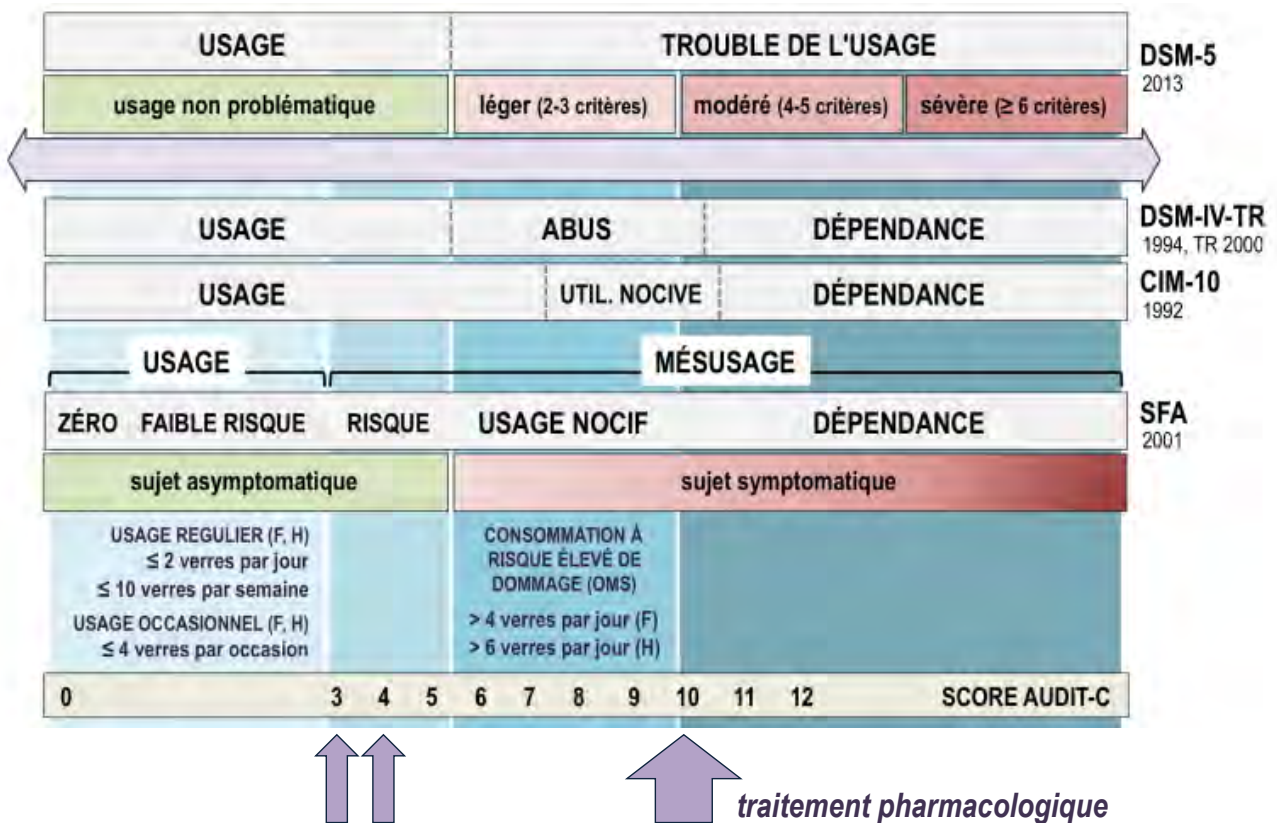 USAGE
TROUBLE DE L'USAGE
DSM-5
2013
usage non problématique
léger (2-3 critères)
modéré (4-5 critères)
sévère (≥ 6 critères)
USAGE
ABUS
DÉPENDANCE
DSM-IV-TR
1994, TR 2000
USAGE
UTIL. NOCIVE
DÉPENDANCE
CIM-10
1992
USAGE
MÉSUSAGE
ZÉRO
FAIBLE RISQUE
RISQUE
USAGE NOCIF
DÉPENDANCE
SFA
2001
sujet asymptomatique
sujet symptomatique
USAGE REGULIER (F, H)
≤ 2 verres par jour
≤ 10 verres par semaine
USAGE OCCASIONNEL (F, H)
≤ 4 verres par occasion
CONSOMMATION À
RISQUE ÉLEVÉ DE
DOMMAGE (OMS)
> 4 verres par jour (F)
> 6 verres par jour (H)
0 3 4 5 6 7 8 9 10 11 12 SCORE AUDIT-C
traitement pharmacologique